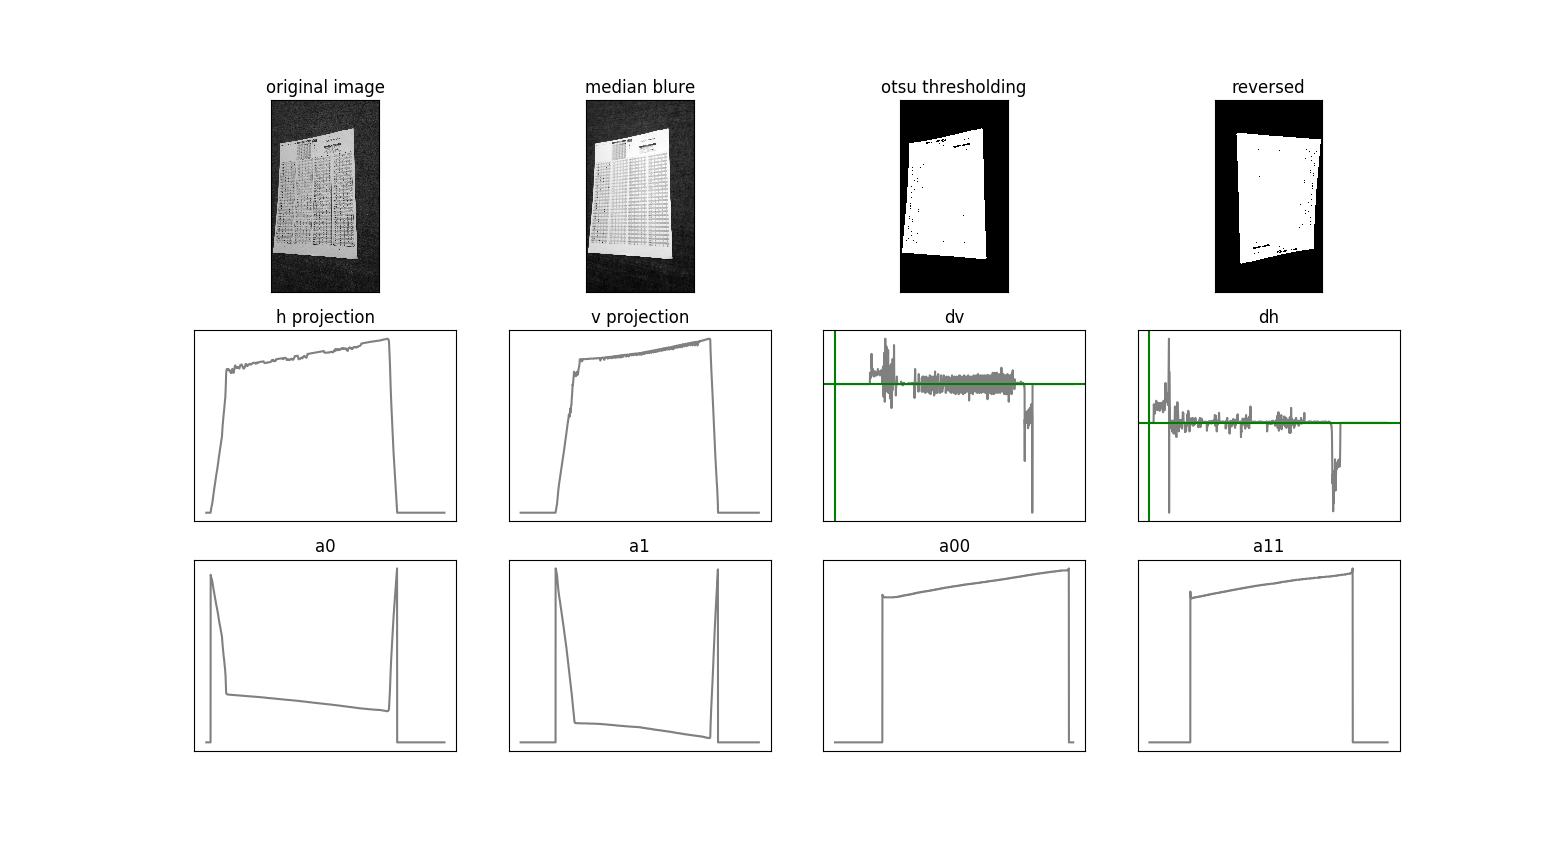 original image
median blure
otsu thresholding
reversed
h projection
v projection
dv
dh
a0
a1
a00
a11